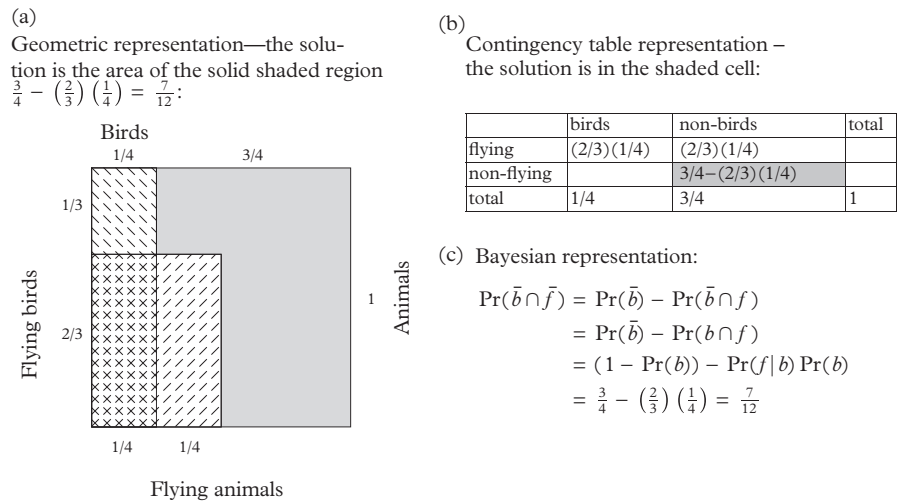 (a)
Geometric representation—the solu-
tion is the area of the solid shaded region
3/4 − (2/3) (1/4) = 7/12:
Birds
1/4 3/4
1/3
Flying birds
2/3
1
Animals
1/4 1/4
Flying animals
(b)
Contingency table representation –
the solution is in the shaded cell:
birds non-birds total
flying (2/3)(1/4) (2/3)(1/4)
non-flying 3/4−(2/3)(1/4)
total 1/4 3/4 1
(c) Bayesian representation:
Pr(b̄ ∩ f̄) = Pr(b̄) − Pr(b̄ ∩ f)
= Pr(b̄) − Pr(b ∩ f)
= (1 − Pr(b)) − Pr(f | b) Pr(b)
= 3/4 − (2/3) (1/4) = 7/12